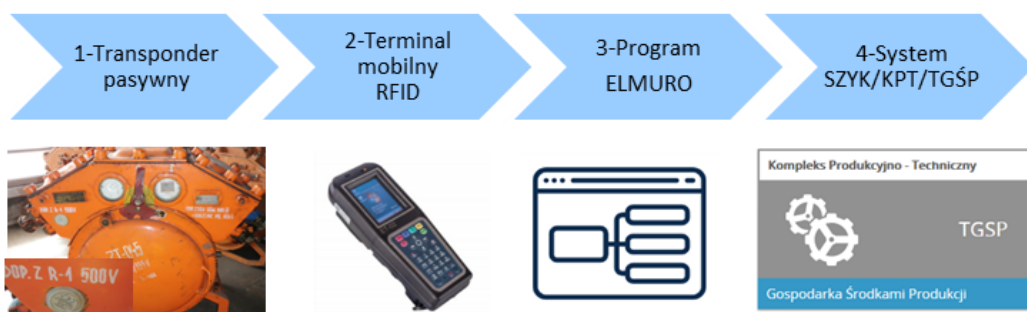 1-Transponder
pasywny
2-Terminal
mobilny
RFID
3-Program
ELMURO
4-System
SZYK/KPT/TGŚP
DOP. Z R-4 500V
Kompleks Produkcyjno - Techniczny
TGSP
Gospodarka Środkami Produkcji